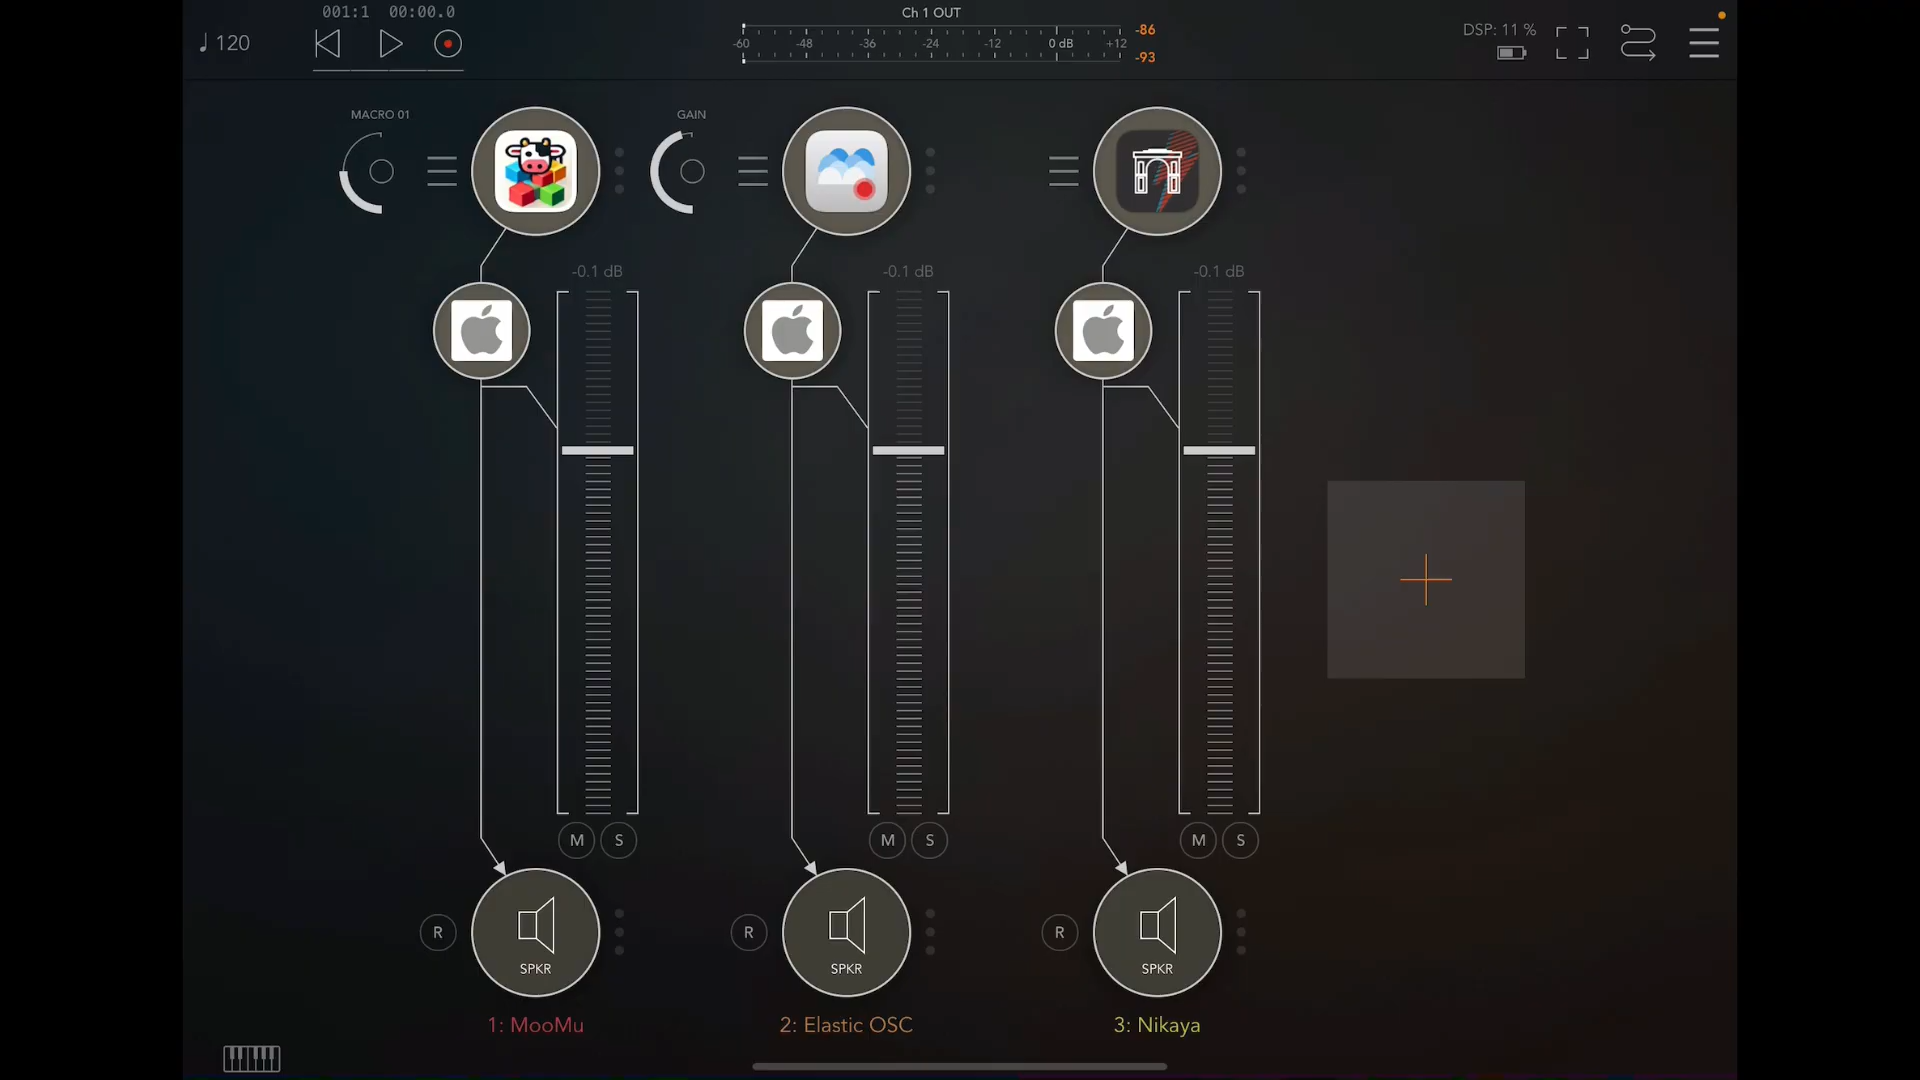 001:1 00:00.0
Ch 1 OUT
120
-60 -48 -36 -24 -12 0 dB +12
-86
-93
DSP: 11 %
MACRO 01
GAIN
-0.1 dB
-0.1 dB
-0.1 dB
M S
M S
M S
R
SPKR
R
SPKR
R
SPKR
1: MooMu
2: Elastic OSC
3: Nikaya